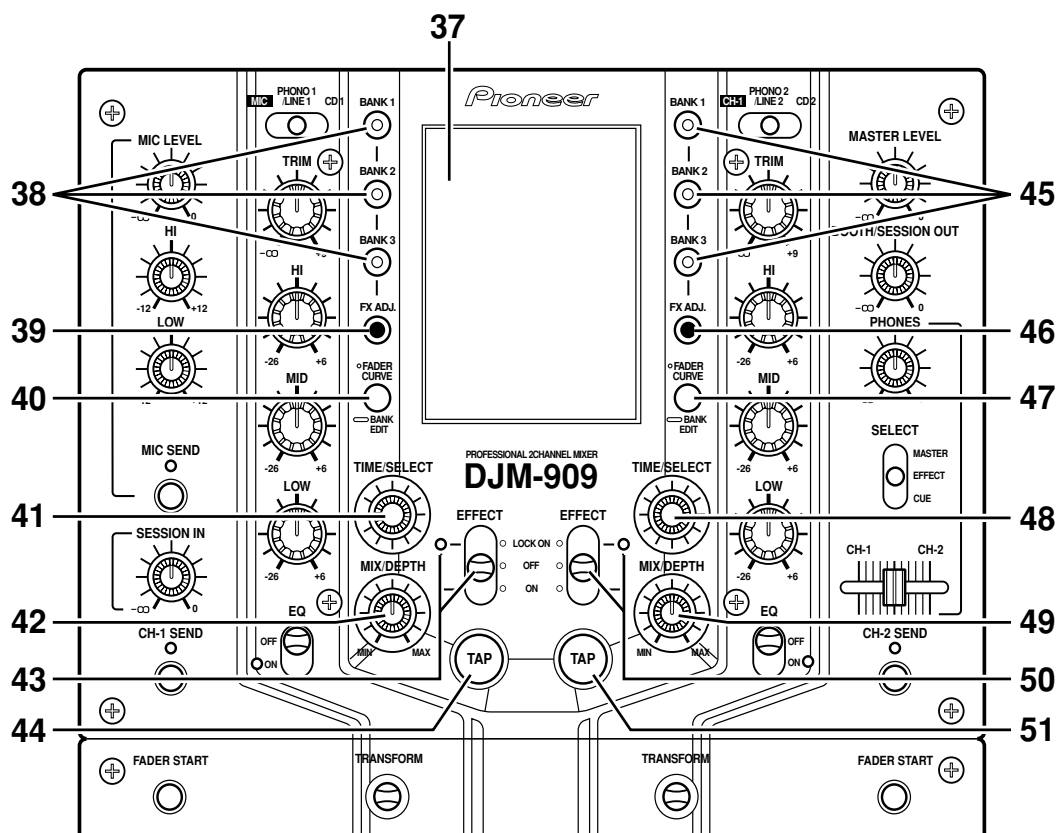 37
Pioneer
MIC
PHONO 1
/LINE 1
CD 1
BANK 1
BANK 1
CH-1
PHONO 2
/LINE 2
CD 2
MIC LEVEL
MASTER LEVEL
TRIM
BANK 2
BANK 2
TRIM
38
45
-∞
0
-∞
0
HI
BANK 3
BANK 3
BOOTH/SESSION OUT
-∞
+9
-∞
+9
HI
HI
-12
+12
FX ADJ.
FX ADJ.
-∞
0
LOW
PHONES
39
46
-26
+6
FADER
CURVE
FADER
CURVE
-26
+6
40
MID
MID
47
-12
+12
BANK
EDIT
BANK
EDIT
SELECT
MIC SEND
PROFESSIONAL 2CHANNEL MIXER
MASTER
-26
+6
TIME/SELECT
DJM-909
TIME/SELECT
-26
+6
EFFECT
LOW
LOW
CUE
41
EFFECT
EFFECT
48
SESSION IN
LOCK ON
CH-1
CH-2
OFF
-26
+6
MIX/DEPTH
ON
MIX/DEPTH
-26
+6
-∞
0
42
EQ
EQ
49
CH-1 SEND
OFF
OFF
CH-2 SEND
MIN
MAX
TAP
TAP
MIN
MAX
43
ON
ON
50
44
51
FADER START
TRANSFORM
TRANSFORM
FADER START